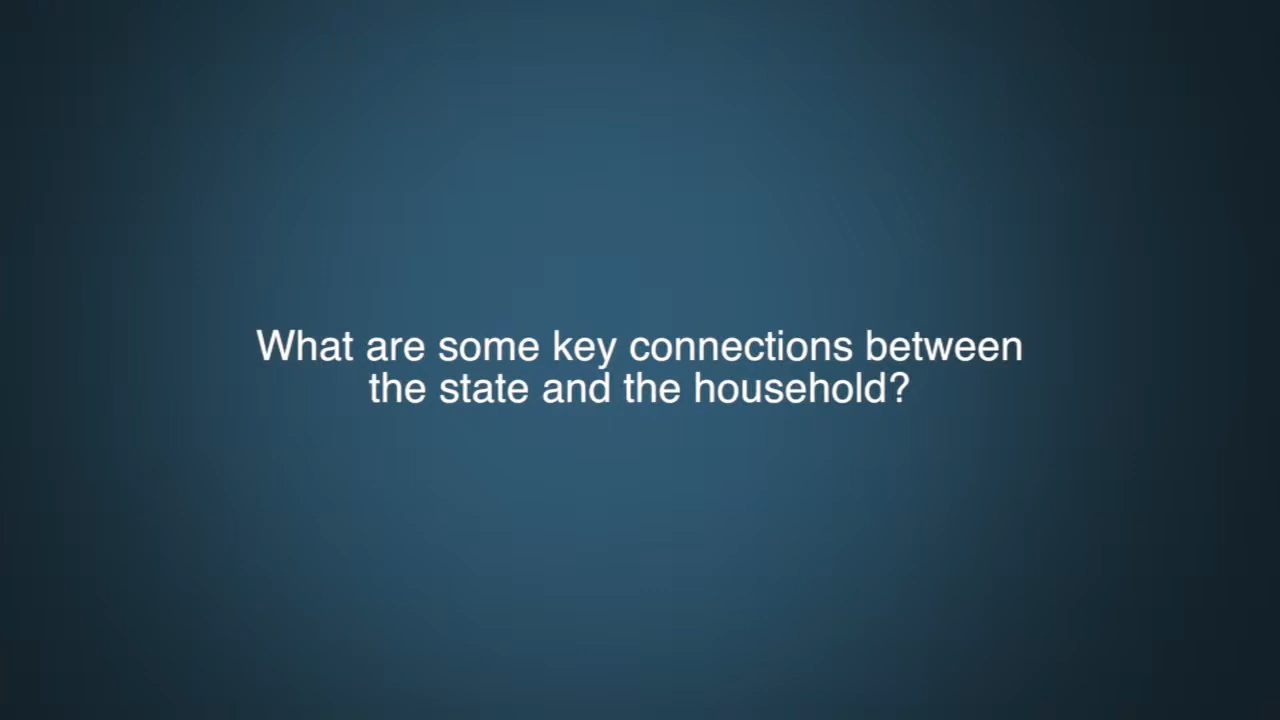 What are some key connections between
the state and the household?